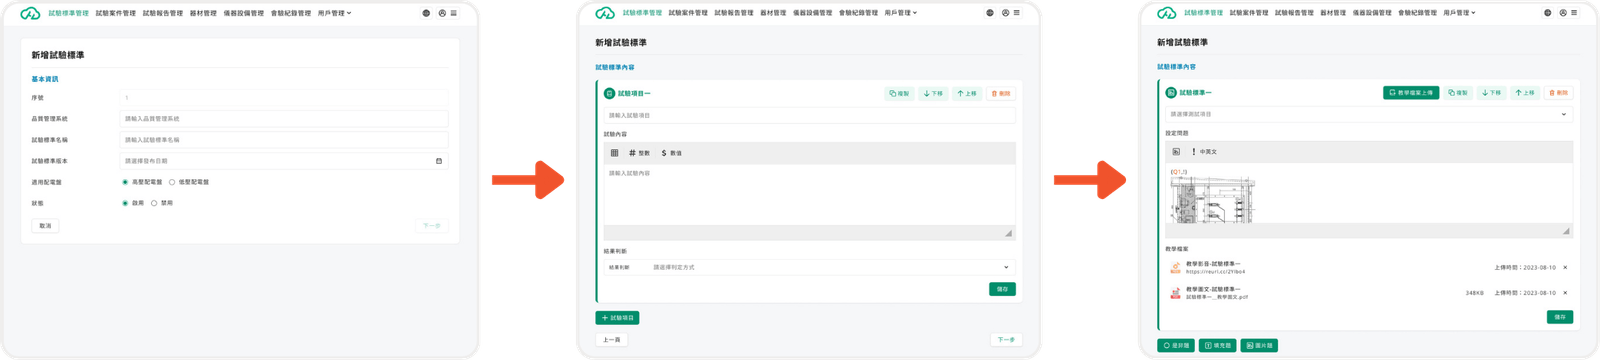 試驗標準管理 試驗案件管理 試驗報告管理 器材管理 儀器設備管理 會驗紀錄管理 用戶管理
新增試驗標準
基本資訊
序號 1
品質管理系統 請輸入品質管理系統
試驗標準名稱 請輸入試驗標準名稱
試驗標準版本 請選擇發布日期
適用配電盤 高壓配電盤 低壓配電盤
狀態 啟用 禁用
取消 下一步
試驗標準管理 試驗案件管理 試驗報告管理 器材管理 儀器設備管理 會驗紀錄管理 用戶管理
新增試驗標準
試驗標準內容
試驗項目一 複製 下移 上移 刪除
請輸入試驗項目
試驗內容
# 整數 $ 數值
請輸入試驗內容
結果判斷
結果判斷 請選擇判定方式
儲存
+ 試驗項目
上一頁 下一步
試驗標準管理 試驗案件管理 試驗報告管理 器材管理 儀器設備管理 會驗紀錄管理 用戶管理
新增試驗標準
試驗標準內容
試驗標準一 教學檔案上傳 複製 下移 上移 刪除
請選擇測試項目
設定問題
! 中英文
(Q1,!)
教學檔案
教學影音-試驗標準一
上傳時間：2023-08-10 ×
教學圖文-試驗標準一
試驗標準一__教學圖文.pdf
348KB 上傳時間：2023-08-10 ×
儲存
是非題 填充題 圖片題